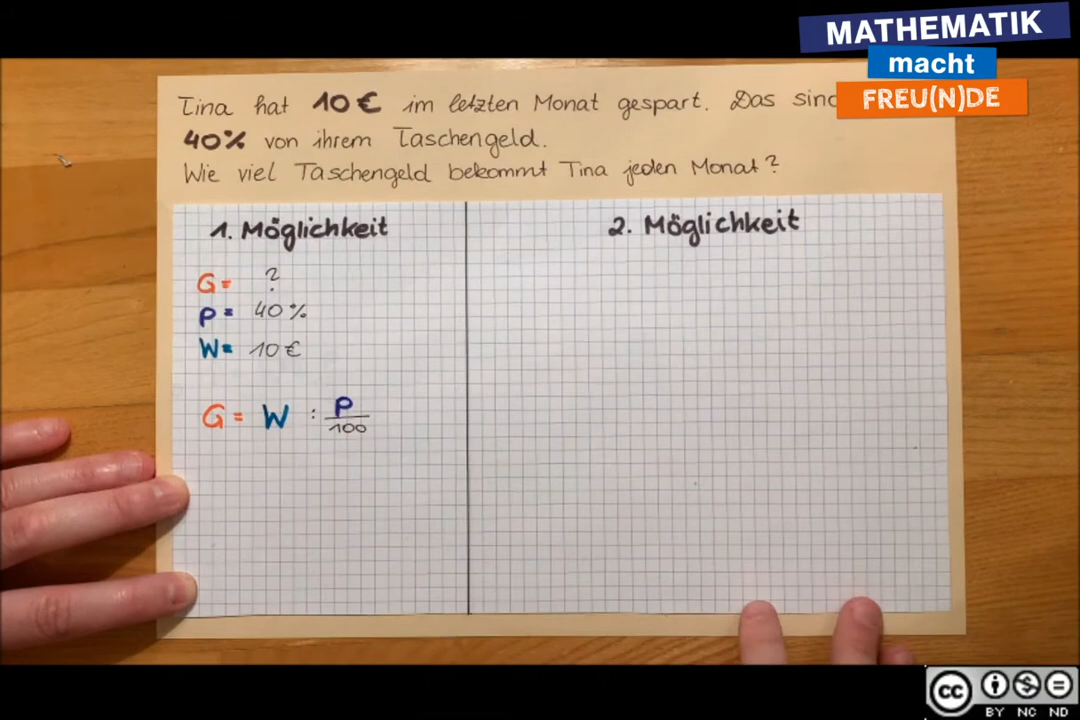 MATHEMATIK
macht
FREU(N)DE
Tina hat 10 € im letzten Monat gespart. Das sind
40% von ihrem Taschengeld.
Wie viel Taschengeld bekommt Tina jeden Monat?
1. Möglichkeit
G = ?
P = 40%
W = 10 €
G = W : P/100
2. Möglichkeit
cc
BY NC ND